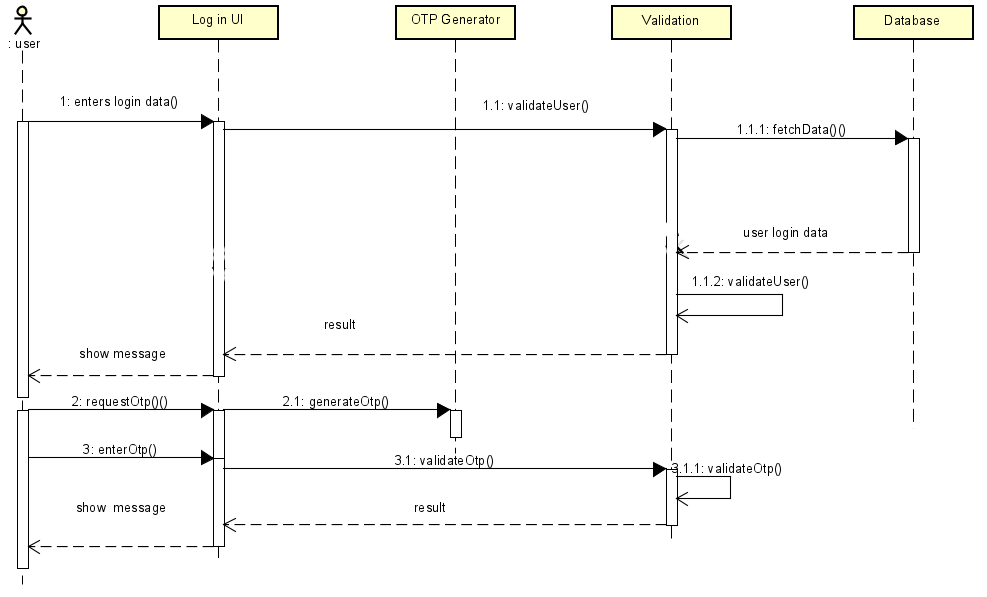 Log in UI
OTP Generator
Validation
Database
: user
1: enters login data()
1.1: validateUser()
1.1.1: fetchData()()
user login data
1.1.2: validateUser()
result
show message
2: requestOtp()()
2.1: generateOtp()
3: enterOtp()
3.1: validateOtp()
3.1.1: validateOtp()
show  message
result